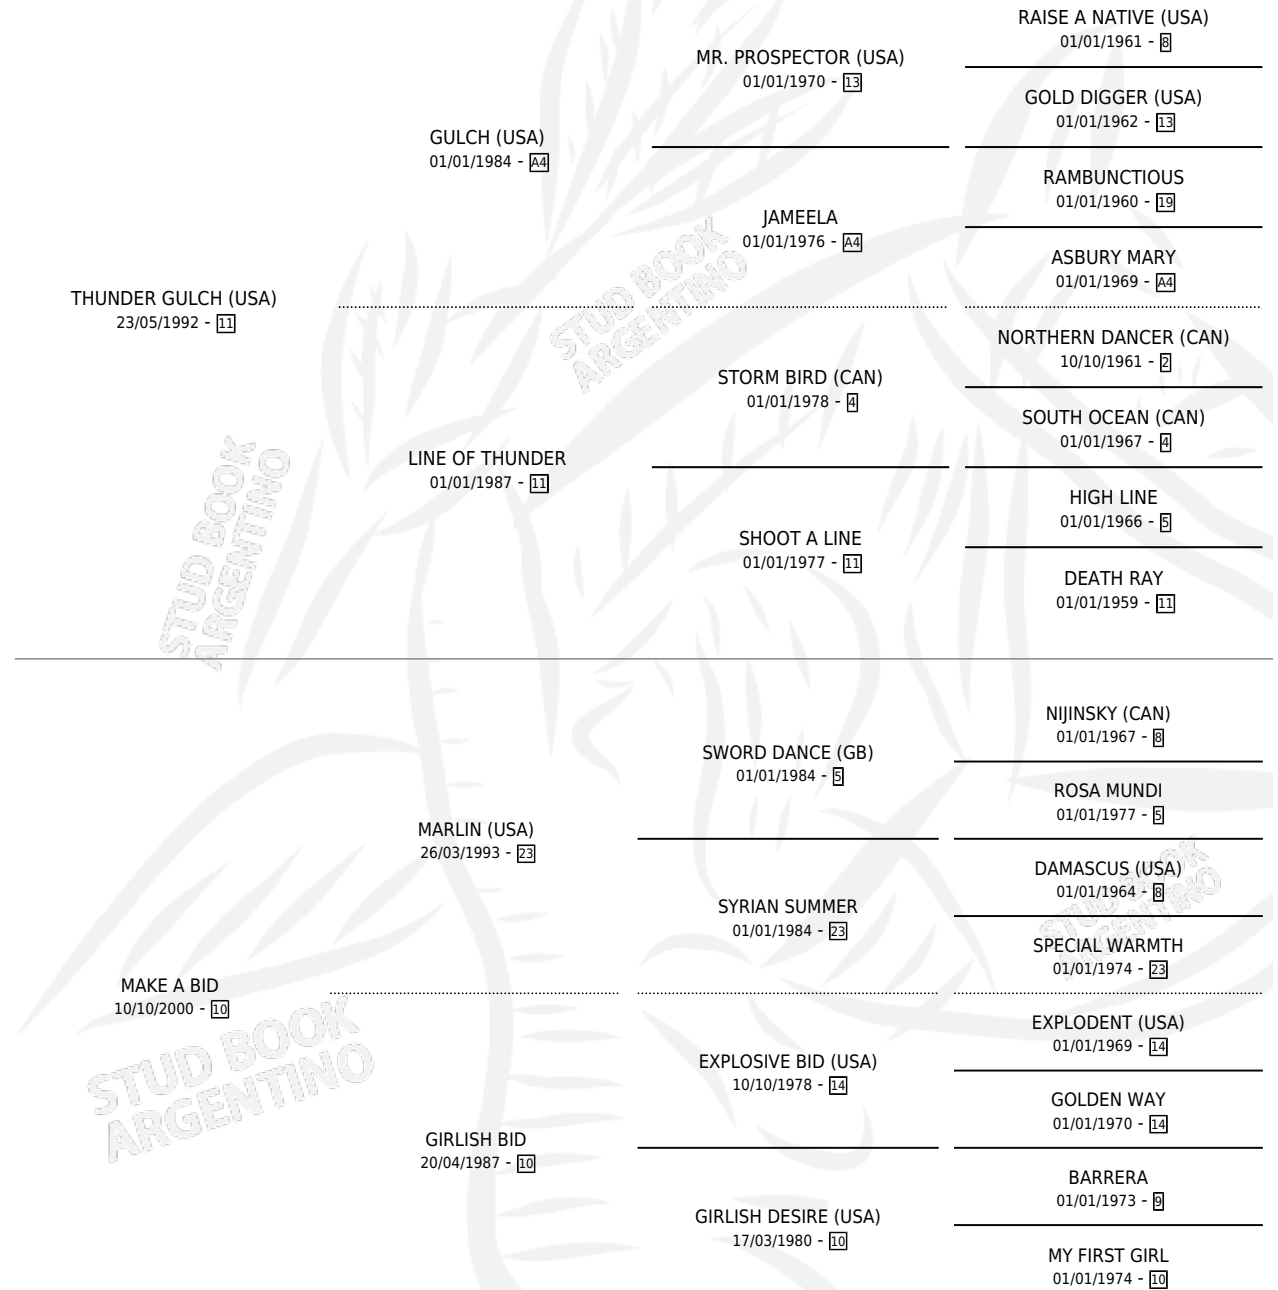 RAISE A NATIVE (USA)
01/01/1961 - 8
MR. PROSPECTOR (USA)
01/01/1970 - 13
GOLD DIGGER (USA)
01/01/1962 - 13
GULCH (USA)
01/01/1984 - A4
RAMBUNCTIOUS
01/01/1960 - 19
JAMEELA
01/01/1976 - A4
ASBURY MARY
01/01/1969 - A4
THUNDER GULCH (USA)
23/05/1992 - 11
NORTHERN DANCER (CAN)
10/10/1961 - 2
STORM BIRD (CAN)
01/01/1978 - 4
SOUTH OCEAN (CAN)
01/01/1967 - 4
LINE OF THUNDER
01/01/1987 - 11
HIGH LINE
01/01/1966 - 5
SHOOT A LINE
01/01/1977 - 11
DEATH RAY
01/01/1959 - 11
NIJINSKY (CAN)
01/01/1967 - 8
SWORD DANCE (GB)
01/01/1984 - 5
ROSA MUNDI
01/01/1977 - 5
MARLIN (USA)
26/03/1993 - 23
DAMASCUS (USA)
01/01/1964 - 8
SYRIAN SUMMER
01/01/1984 - 23
SPECIAL WARMTH
01/01/1974 - 23
MAKE A BID
10/10/2000 - 10
EXPLODENT (USA)
01/01/1969 - 14
EXPLOSIVE BID (USA)
10/10/1978 - 14
GOLDEN WAY
01/01/1970 - 14
GIRLISH BID
20/04/1987 - 10
BARRERA
01/01/1973 - 9
GIRLISH DESIRE (USA)
17/03/1980 - 10
MY FIRST GIRL
01/01/1974 - 10
STUD BOOK
ARGENTINO
STUD BOOK
ARGENTINO
STUD BOOK
ARGENTINO
STUD BOOK
ARGENTINO